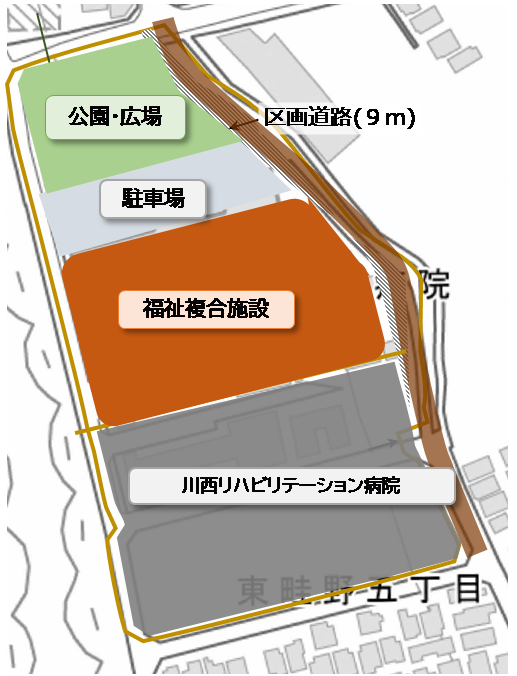 公園・広場
区画道路(９ｍ)
駐車場
院
福祉複合施設
川西リハビリテーション病院
東畦野五丁目